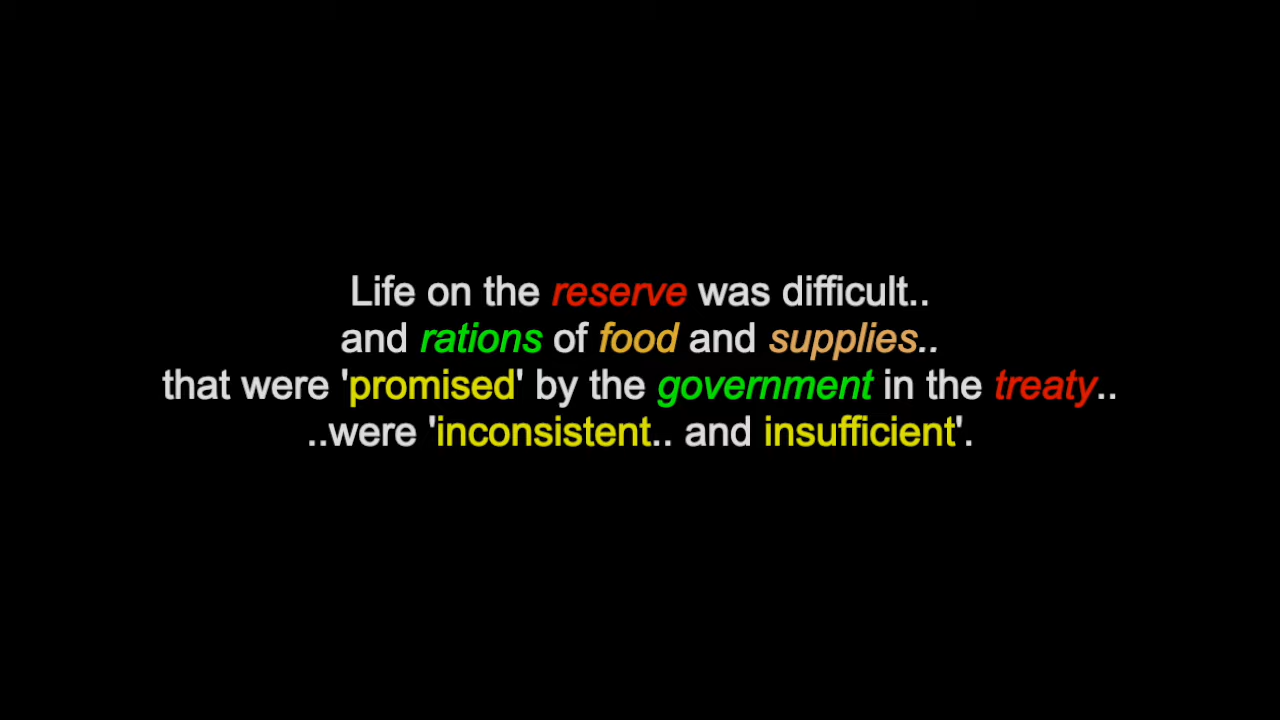 Life on the reserve was difficult..
and rations of food and supplies..
that were 'promised' by the government in the treaty..
..were 'inconsistent.. and insufficient'.